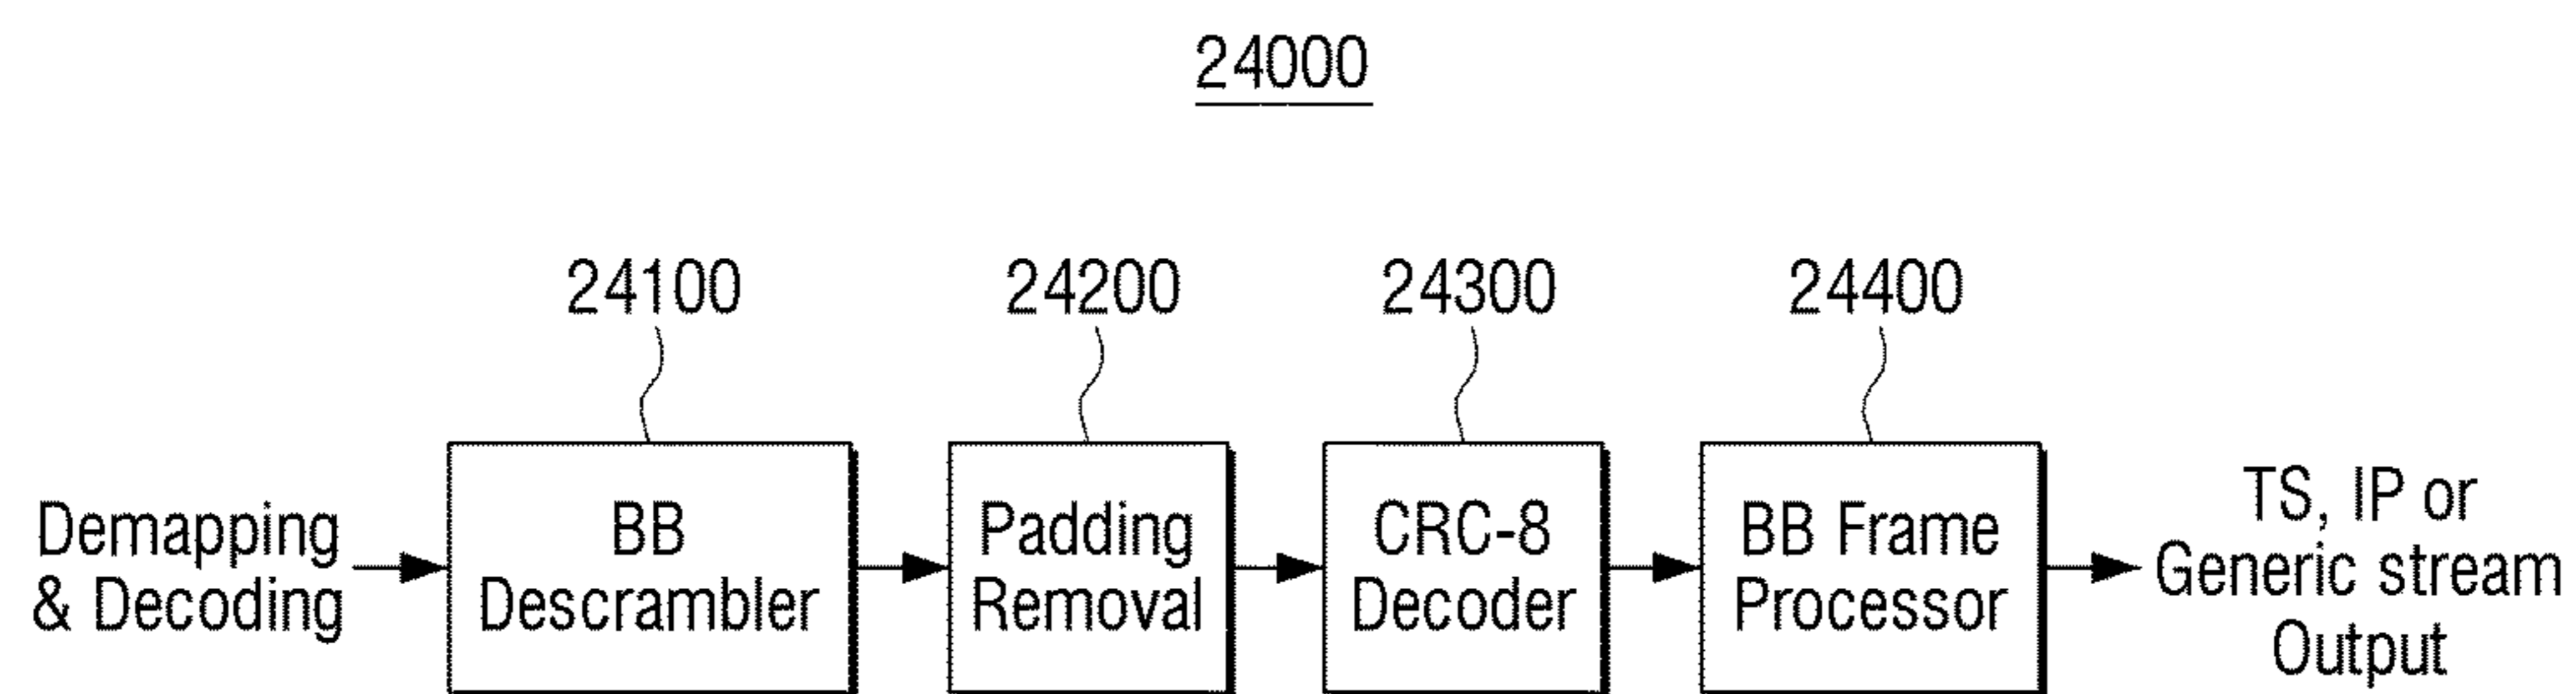 24000
24100
24200
24300
24400
Demapping
& Decoding
BB
Descrambler
Padding
Removal
CRC-8
Decoder
BB Frame
Processor
TS, IP or
Generic stream
Output